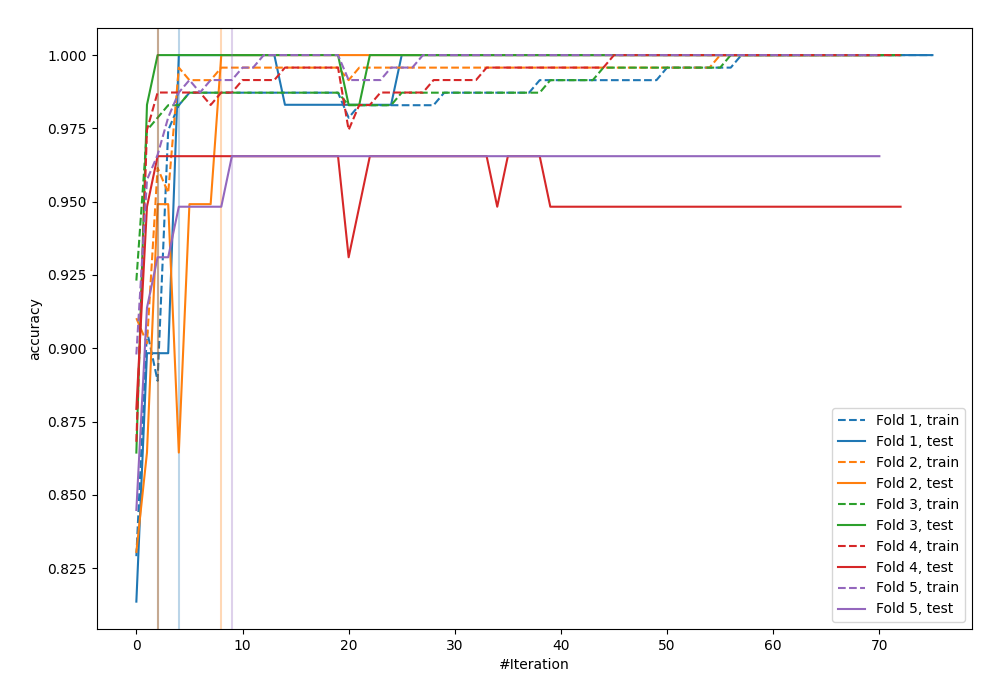 1.000
0.975
0.950
0.925
0.900
0.875
0.850
0.825
accuracy
0 10 20 30 40 50 60 70
#Iteration
Fold 1, train
Fold 1, test
Fold 2, train
Fold 2, test
Fold 3, train
Fold 3, test
Fold 4, train
Fold 4, test
Fold 5, train
Fold 5, test